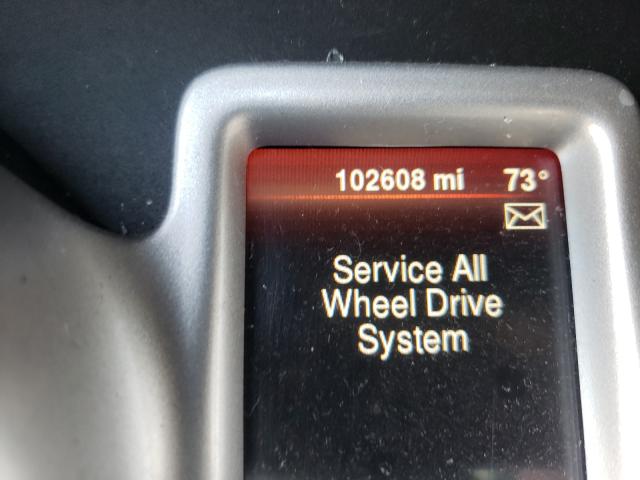 102608 mi 73°
Service All
Wheel Drive
System